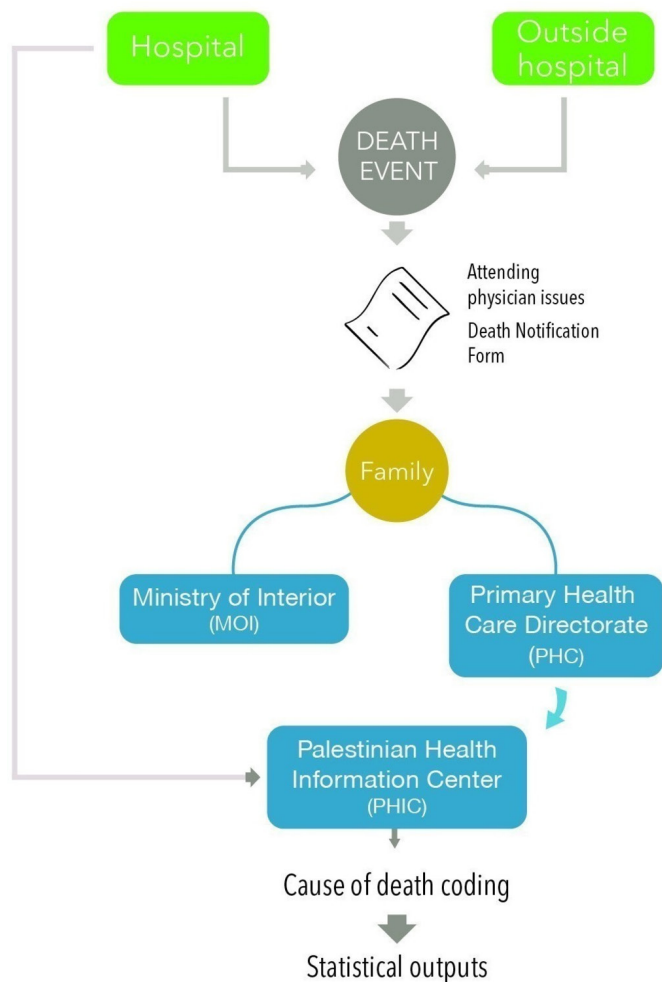 Hospital
Outside
hospital
DEATH
EVENT
Attending
physician issues
Death Notification
Form
Family
Ministry of Interior
(MOI)
Primary Health
Care Directorate
(PHC)
Palestinian Health
Information Center
(PHIC)
Cause of death coding
Statistical outputs